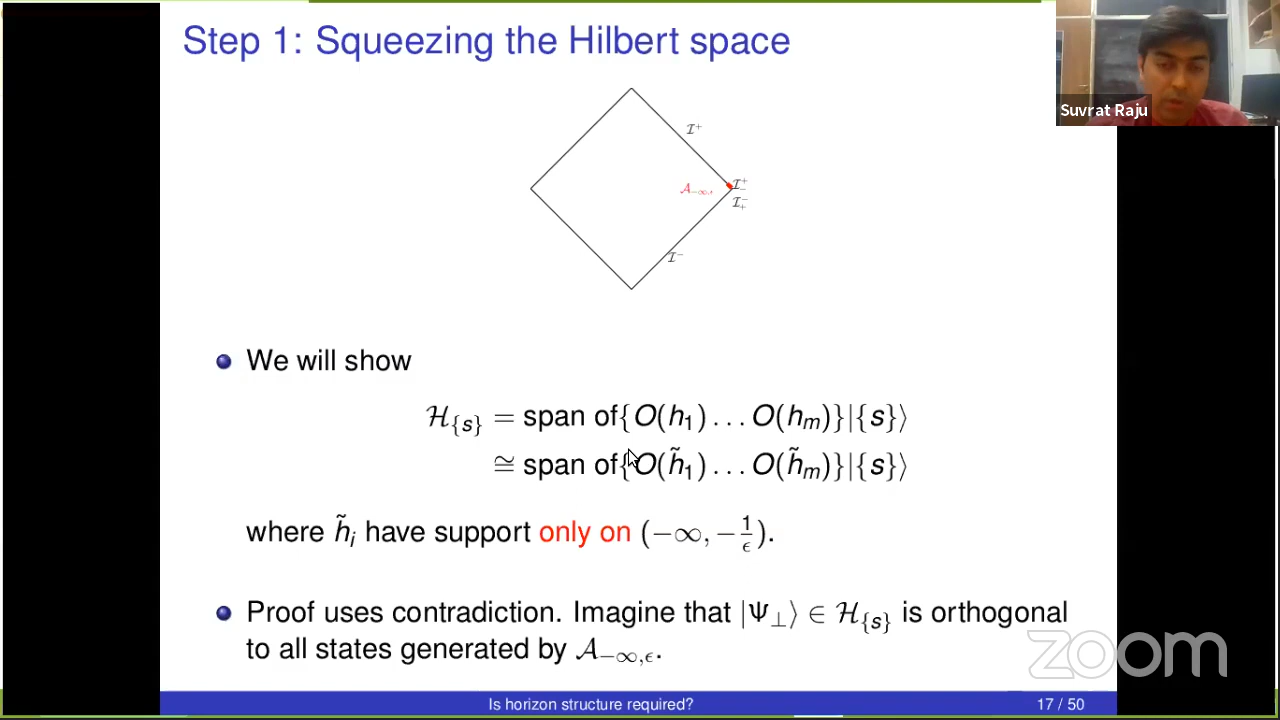 Step 1: Squeezing the Hilbert space
Suvrat Raju
ℐ⁺
𝒜₋∞,ϵ
ℐ⁺₋
ℐ⁻₊
ℐ⁻
We will show
ℋ_{s} = span of{O(h₁) . . . O(hₘ)}|{s}⟩
≅ span of{O(h̃₁) . . . O(h̃ₘ)}|{s}⟩
where h̃ᵢ have support only on (−∞, −1/ϵ).
Proof uses contradiction. Imagine that |Ψ⊥⟩ ∈ ℋ_{s} is orthogonal
to all states generated by 𝒜₋∞,ϵ.
zoom
Is horizon structure required?
17 / 50